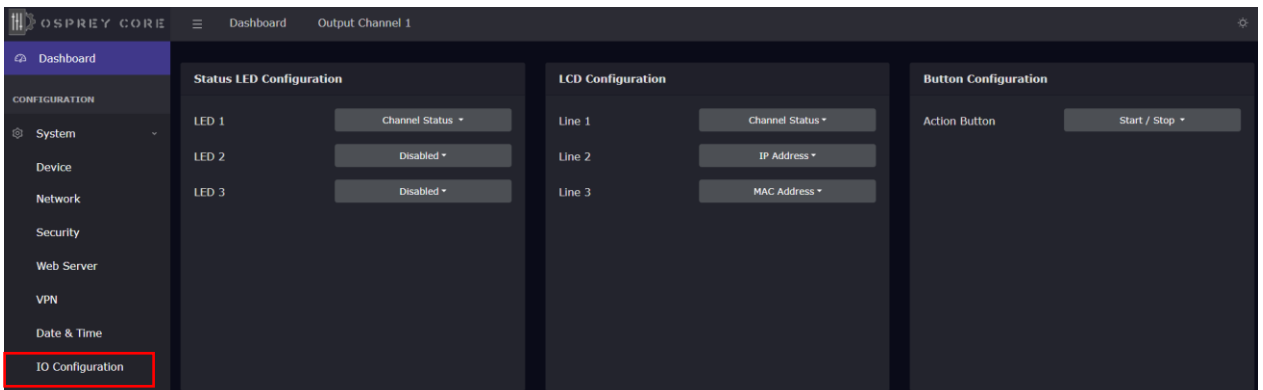 OSPREY CORE
Dashboard
Output Channel 1
Dashboard
CONFIGURATION
System
Device
Network
Security
Web Server
VPN
Date & Time
IO Configuration
Status LED Configuration
LED 1 Channel Status
LED 2 Disabled
LED 3 Disabled
LCD Configuration
Line 1 Channel Status
Line 2 IP Address
Line 3 MAC Address
Button Configuration
Action Button Start / Stop